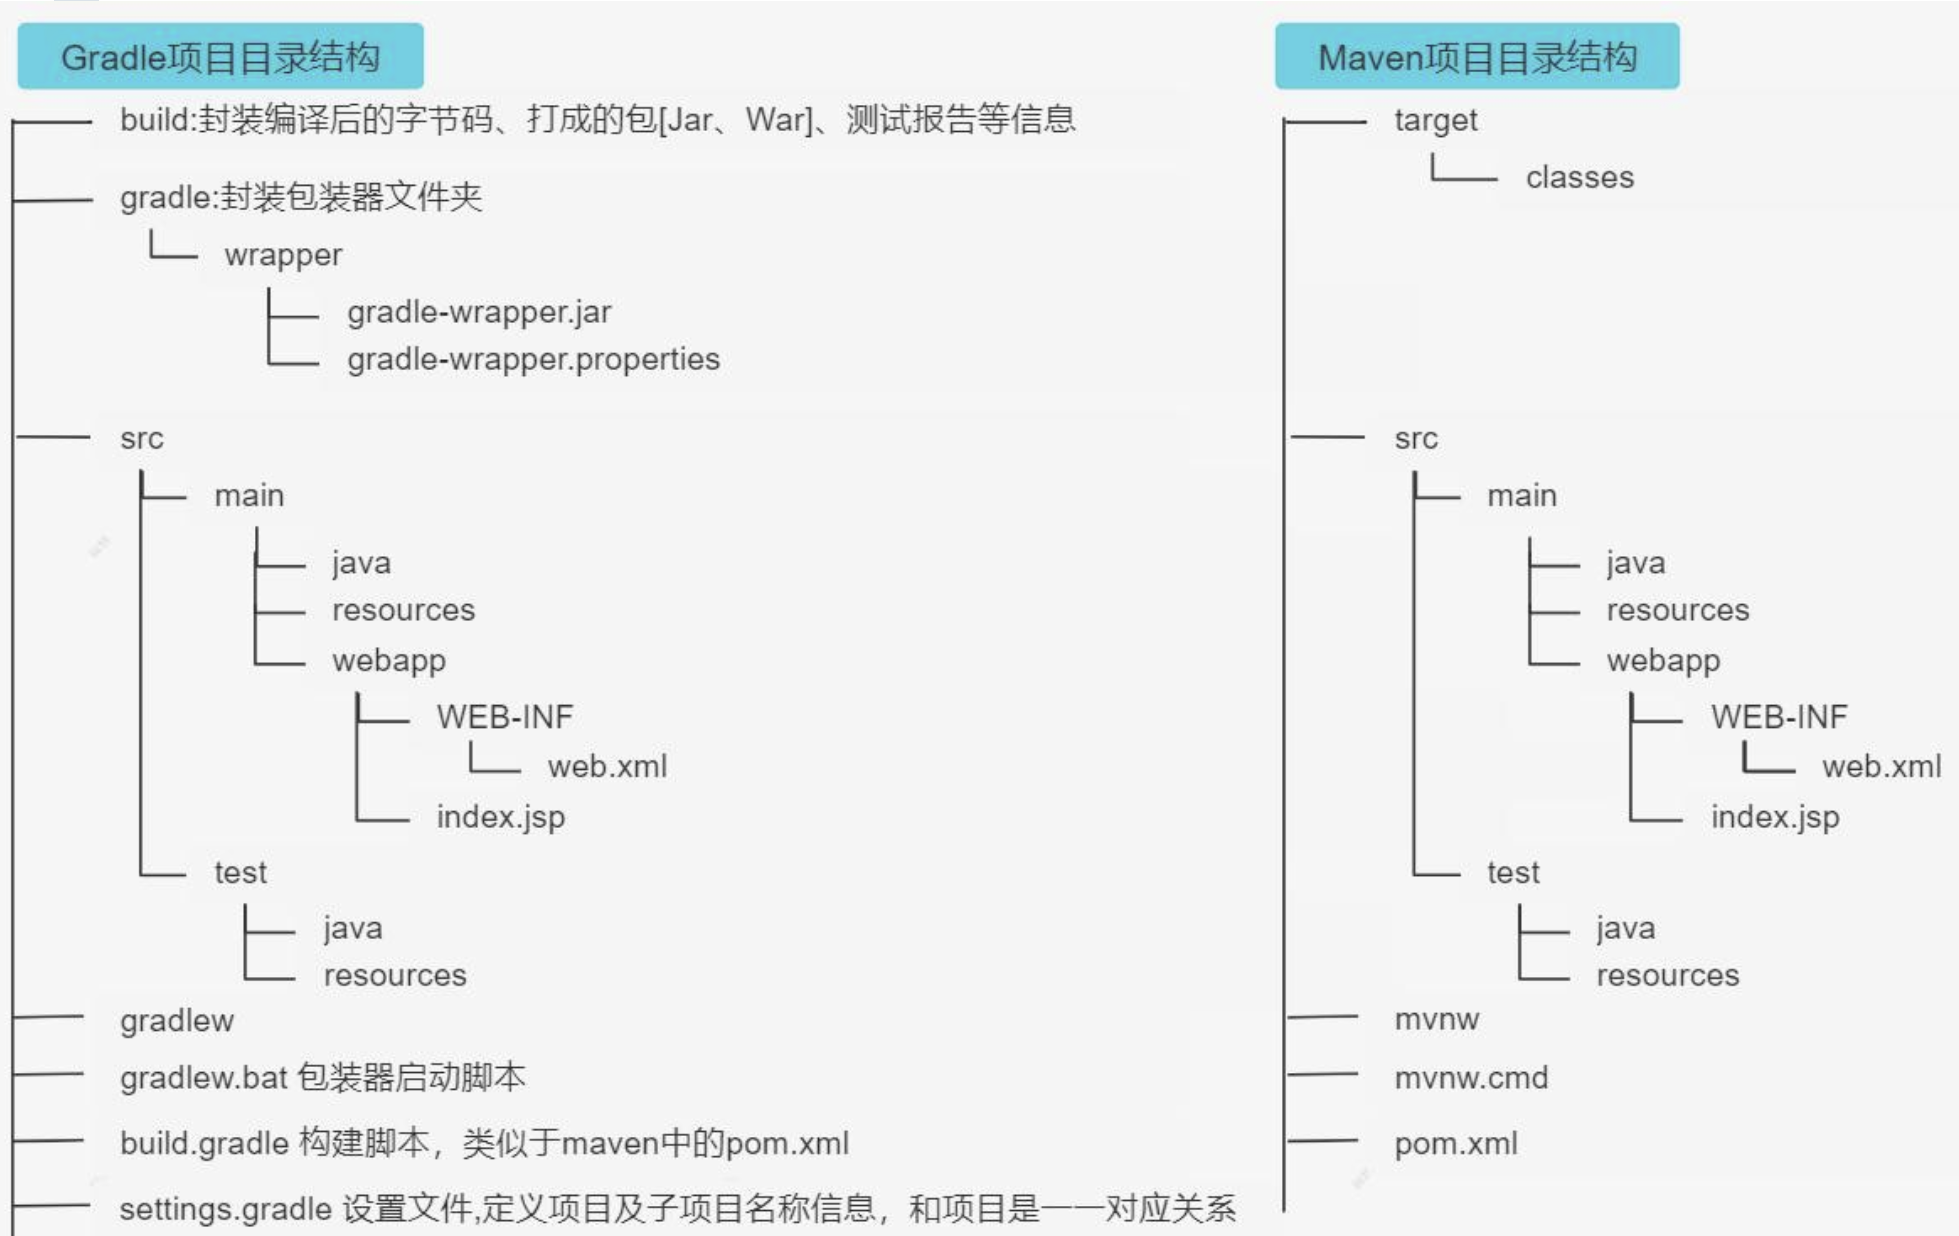 Gradle项目目录结构
build:封装编译后的字节码、打成的包[Jar、War]、测试报告等信息
gradle:封装包装器文件夹
wrapper
gradle-wrapper.jar
gradle-wrapper.properties
src
main
java
resources
webapp
WEB-INF
web.xml
index.jsp
test
java
resources
gradlew
gradlew.bat 包装器启动脚本
build.gradle 构建脚本，类似于maven中的pom.xml
settings.gradle 设置文件,定义项目及子项目名称信息，和项目是一一对应关系
Maven项目目录结构
target
classes
src
main
java
resources
webapp
WEB-INF
web.xml
index.jsp
test
java
resources
mvnw
mvnw.cmd
pom.xml